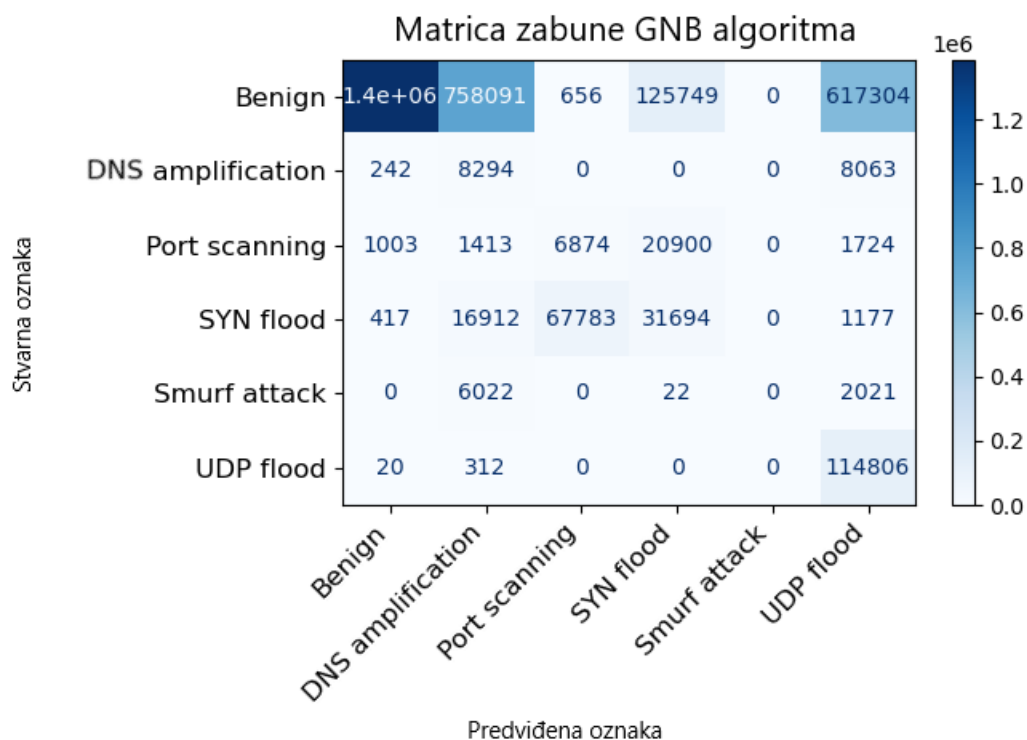 Matrica zabune GNB algoritma
1e6
Benign 1.4e+06 758091 656 125749 0 617304
DNS amplification 242 8294 0 0 0 8063
Port scanning 1003 1413 6874 20900 0 1724
SYN flood 417 16912 67783 31694 0 1177
Smurf attack 0 6022 0 22 0 2021
UDP flood 20 312 0 0 0 114806
Stvarna oznaka
1.2
1.0
0.8
0.6
0.4
0.2
0.0
Benign
DNS amplification
Port scanning
SYN flood
Smurf attack
UDP flood
Predviđena oznaka